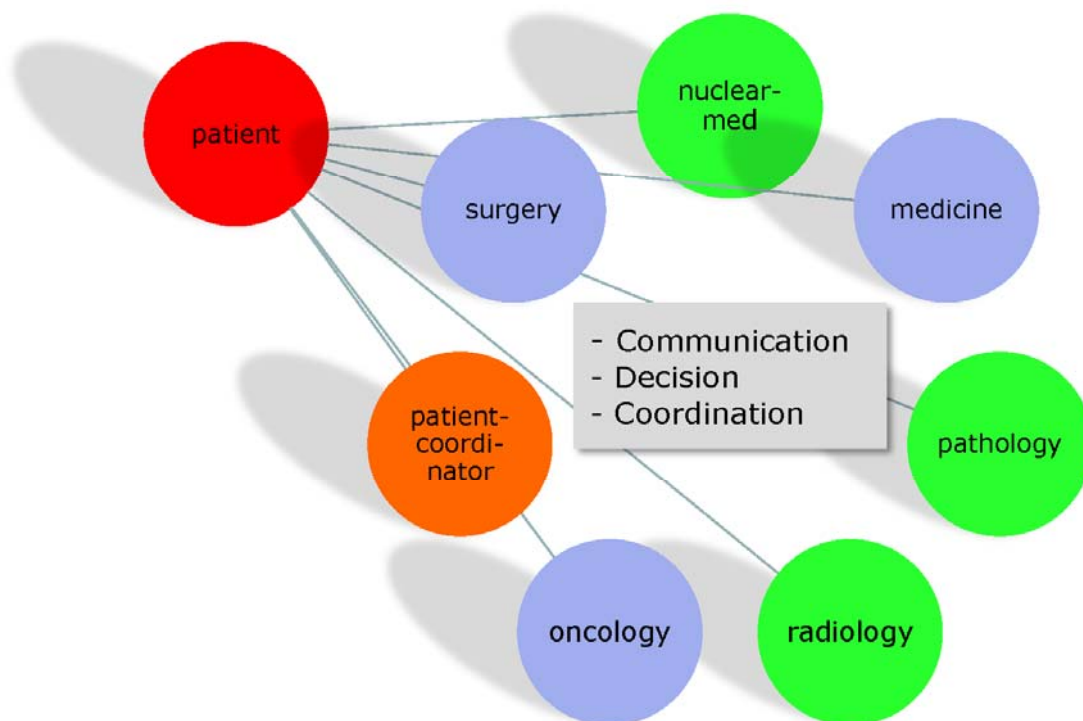 patient
nuclear-
med
surgery
medicine
- Communication
- Decision
- Coordination
patient-
coordi-
nator
pathology
oncology
radiology